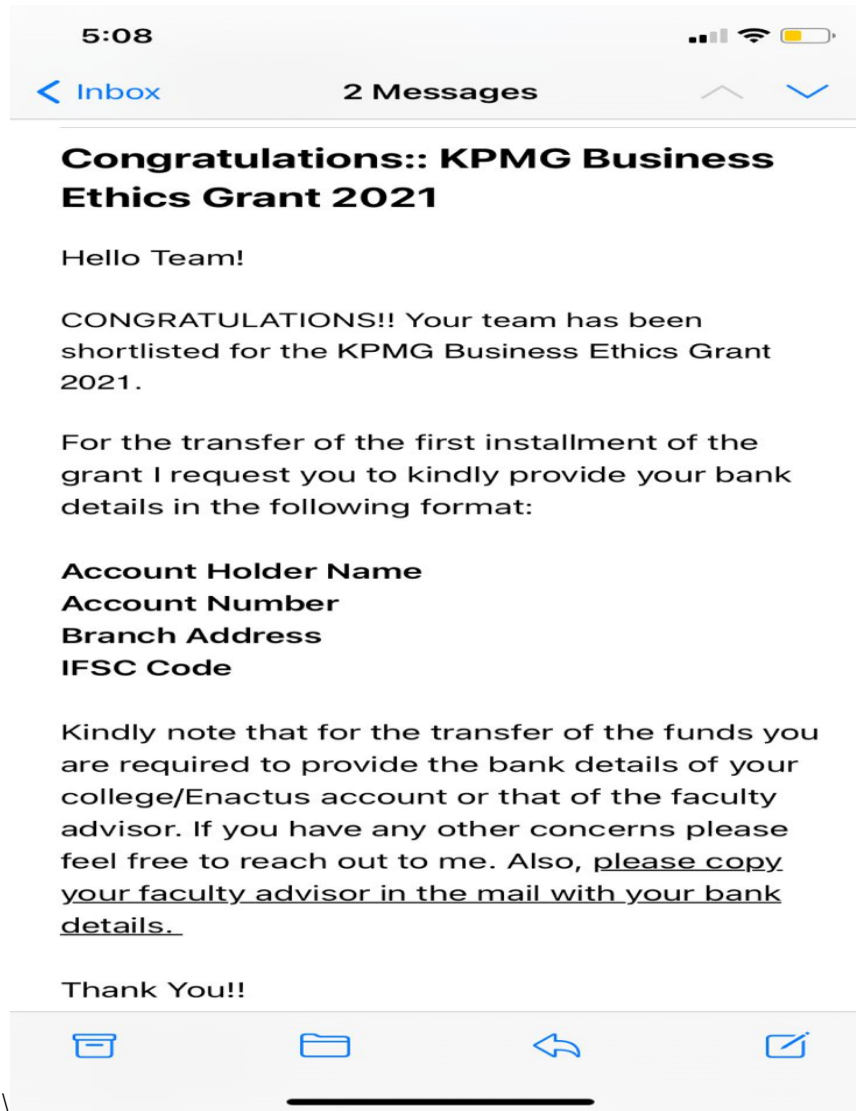 5:08
Inbox
2 Messages
Congratulations:: KPMG Business
Ethics Grant 2021
Hello Team!
CONGRATULATIONS!! Your team has been
shortlisted for the KPMG Business Ethics Grant
2021.
For the transfer of the first installment of the
grant I request you to kindly provide your bank
details in the following format:
Account Holder Name
Account Number
Branch Address
IFSC Code
Kindly note that for the transfer of the funds you
are required to provide the bank details of your
college/Enactus account or that of the faculty
advisor. If you have any other concerns please
feel free to reach out to me. Also, please copy
your faculty advisor in the mail with your bank
details.
Thank You!!
\